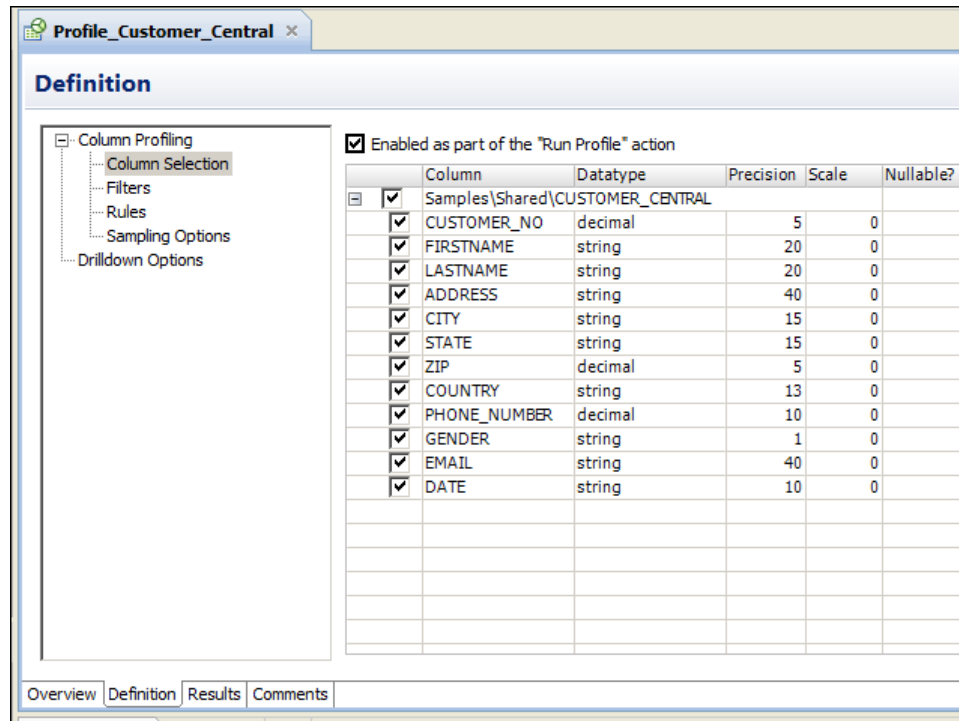 Profile_Customer_Central
Definition
Column Profiling
Column Selection
Filters
Rules
Sampling Options
Drilldown Options
Enabled as part of the "Run Profile" action
Column Datatype Precision Scale Nullable?
Samples\Shared\CUSTOMER_CENTRAL
CUSTOMER_NO decimal 5 0
FIRSTNAME string 20 0
LASTNAME string 20 0
ADDRESS string 40 0
CITY string 15 0
STATE string 15 0
ZIP decimal 5 0
COUNTRY string 13 0
PHONE_NUMBER decimal 10 0
GENDER string 1 0
EMAIL string 40 0
DATE string 10 0
Overview Definition Results Comments